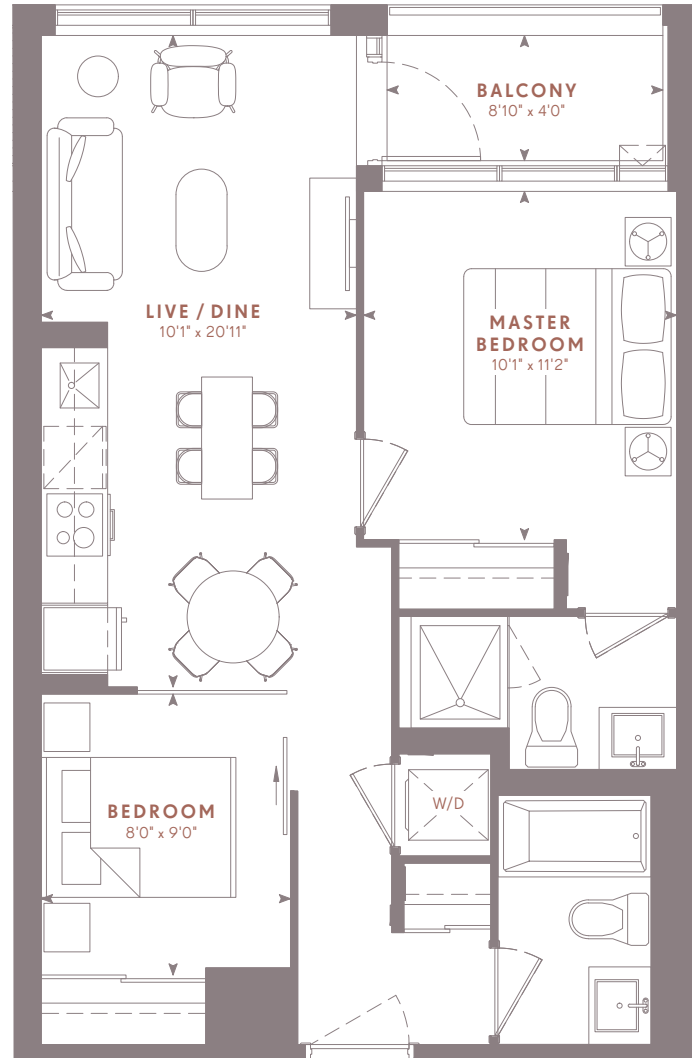 BALCONY
8'10" x 4'0"
LIVE / DINE
10'1" x 20'11"
MASTER
BEDROOM
10'1" x 11'2"
BEDROOM
8'0" x 9'0"
W/D